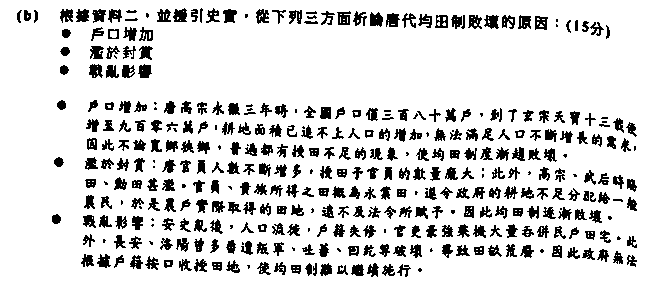 (b) 根據資料二，並援引史實，從下列三方面析論唐代均田制敗壞的原因：(15分)
● 戶口增加
● 濫於封賞
● 戰亂影響
● 戶口增加：唐高宗永徽三年時，全國戶口僅三百八十萬戶，到了玄宗天寶十三載後
增至九百零六萬戶，耕地面積已追不上人口的增加，無法滿足人口不斷增長的需求，
因此不論寬鄉狹鄉，普遍都有授田不足的現象，使均田制度漸趨敗壞。
● 濫於封賞：唐官員人數不斷增多，授田予官員的數量龐大；此外，高宗、武后時賜
田、勳田甚濫。官員、貴族所得之田概為永業田，遂令政府的耕地不足分配給一般
農民，於是農戶實際取得的田地，遠不及法令所賦予。因此均田制逐漸敗壞。
● 戰亂影響：安史亂後，人口流徙，戶籍失修，官吏豪強乘機大量吞併民戶田宅。此
外，長安、洛陽曾多番遭叛軍、吐蕃、回紇等破壞，導致田畝荒廢。因此政府無法
根據戶籍按口收授田地，使均田制難以繼續施行。